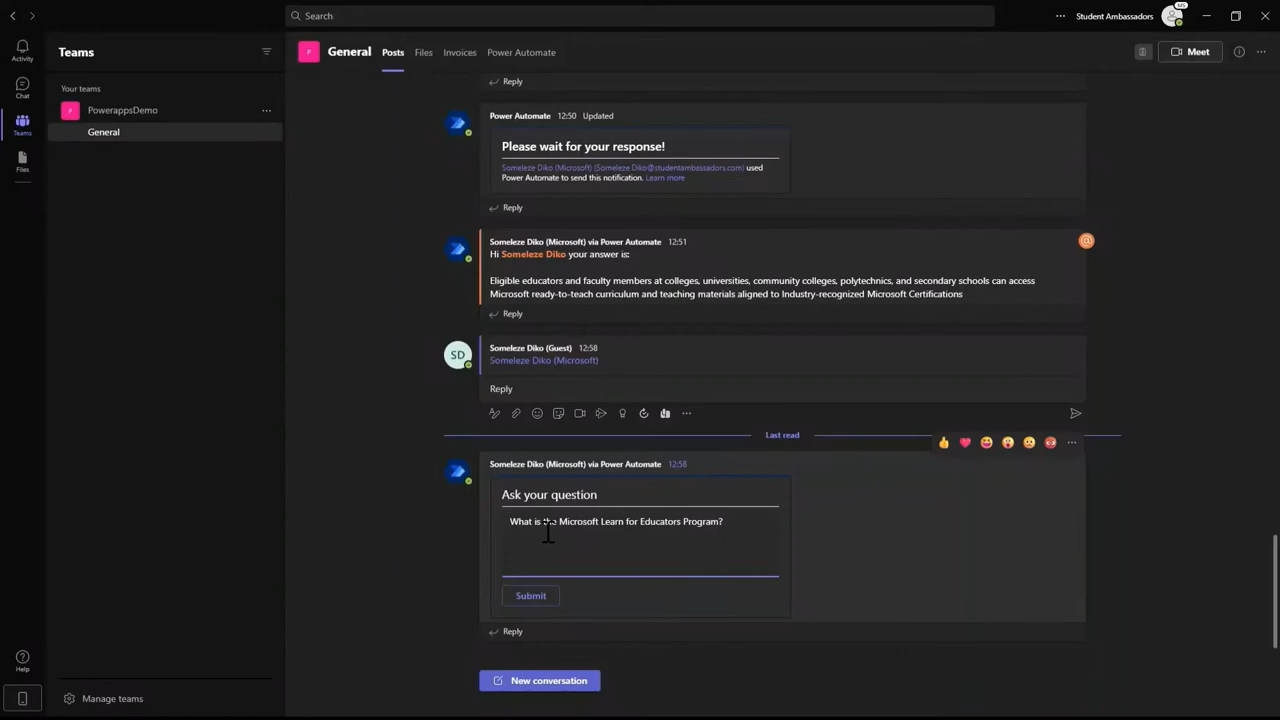 Search
Student Ambassadors
MS
Activity
Chat
Teams
Files
Help
Teams
Your teams
P PowerappsDemo
General
Manage teams
P General Posts Files Invoices Power Automate
Meet
Reply
Power Automate 12:50 Updated
Please wait for your response!
Someleze Diko (Microsoft) (Someleze.Diko@studentambassadors.com) used
Power Automate to send this notification. Learn more
Reply
Someleze Diko (Microsoft) via Power Automate 12:51
Hi Someleze Diko your answer is:
Eligible educators and faculty members at colleges, universities, community colleges, polytechnics, and secondary schools can access
Microsoft ready-to-teach curriculum and teaching materials aligned to Industry-recognized Microsoft Certifications
Reply
SD
Someleze Diko (Guest) 12:58
Someleze Diko (Microsoft)
Reply
Last read
Someleze Diko (Microsoft) via Power Automate 12:58
Ask your question
What is the Microsoft Learn for Educators Program?
Submit
Reply
New conversation